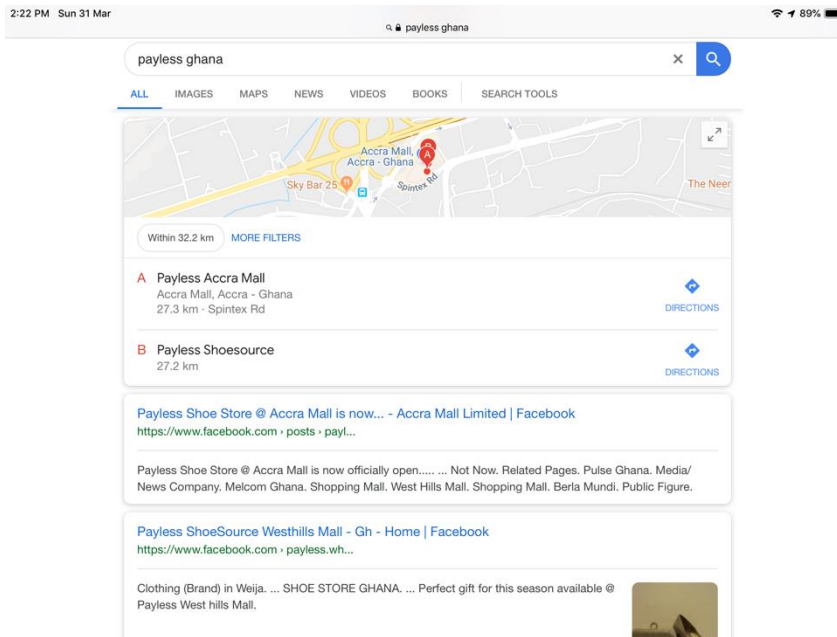 2:22 PM Sun 31 Mar
89%
payless ghana
payless ghana
ALL IMAGES MAPS NEWS VIDEOS BOOKS SEARCH TOOLS
Accra Mall,
Accra - Ghana
Sky Bar 25
Spintex Rd
The Neer
B
A
Within 32.2 km MORE FILTERS
A Payless Accra Mall
Accra Mall, Accra - Ghana
27.3 km · Spintex Rd
DIRECTIONS
B Payless Shoesource
27.2 km
DIRECTIONS
Payless Shoe Store @ Accra Mall is now... - Accra Mall Limited | Facebook
https://www.facebook.com › posts › payl...
Payless Shoe Store @ Accra Mall is now officially open..... ... Not Now. Related Pages. Pulse Ghana. Media/
News Company. Melcom Ghana. Shopping Mall. West Hills Mall. Shopping Mall. Berla Mundi. Public Figure.
Payless ShoeSource Westhills Mall - Gh - Home | Facebook
https://www.facebook.com › payless.wh...
Clothing (Brand) in Weija. ... SHOE STORE GHANA. ... Perfect gift for this season available @
Payless West hills Mall.